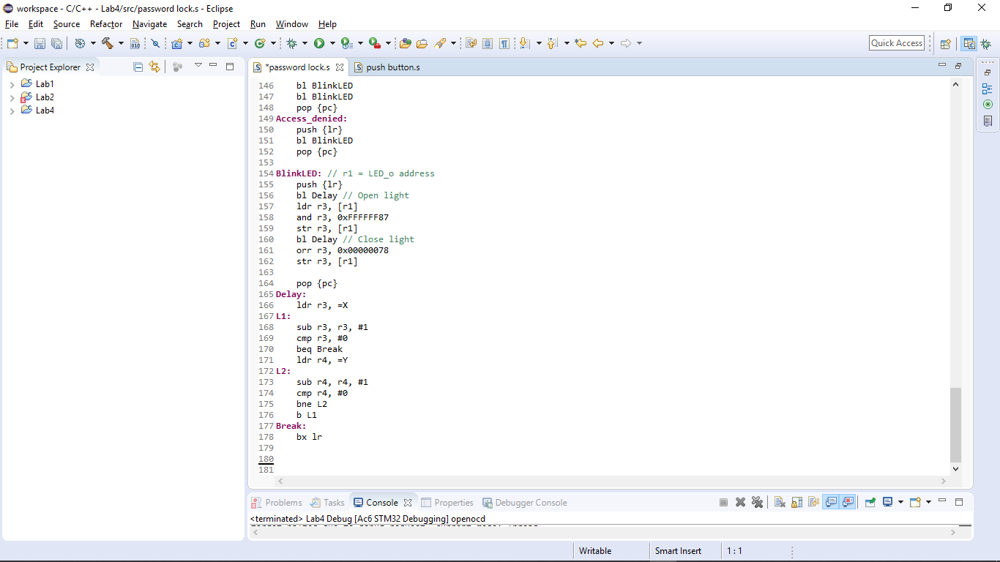 workspace - C/C++ - Lab4/src/password lock.s - Eclipse
File Edit Source Refactor Navigate Search Project Run Window Help
Quick Access
Project Explorer
*password lock.s push button.s
Lab1
Lab2
Lab4
146 bl BlinkLED
147 bl BlinkLED
148 pop {pc}
149 Access_denied:
150 push {lr}
151 bl BlinkLED
152 pop {pc}
153
154 BlinkLED: // r1 = LED_o address
155 push {lr}
156 bl Delay // Open light
157 ldr r3, [r1]
158 and r3, 0xFFFFFF87
159 str r3, [r1]
160 bl Delay // Close light
161 orr r3, 0x00000078
162 str r3, [r1]
163
164 pop {pc}
165 Delay:
166 ldr r3, =X
167 L1:
168 sub r3, r3, #1
169 cmp r3, #0
170 beq Break
171 ldr r4, =Y
172 L2:
173 sub r4, r4, #1
174 cmp r4, #0
175 bne L2
176 b L1
177 Break:
178 bx lr
179
180
181
Problems Tasks Console Properties Debugger Console
<terminated> Lab4 Debug [Ac6 STM32 Debugging] openocd
Writable Smart Insert 1 : 1